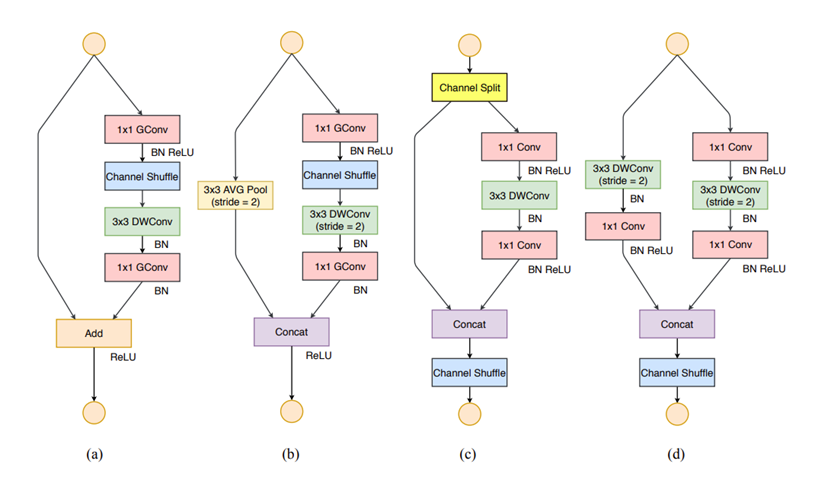 1x1 GConv
BN ReLU
Channel Shuffle
3x3 DWConv
BN
1x1 GConv
BN
Add
ReLU
(a)
1x1 GConv
BN ReLU
3x3 AVG Pool
(stride = 2)
Channel Shuffle
3x3 DWConv
(stride = 2)
BN
1x1 GConv
BN
Concat
ReLU
(b)
Channel Split
1x1 Conv
BN ReLU
3x3 DWConv
BN
1x1 Conv
BN ReLU
Concat
Channel Shuffle
(c)
3x3 DWConv
(stride = 2)
BN
1x1 Conv
BN ReLU
1x1 Conv
BN ReLU
3x3 DWConv
(stride = 2)
BN
1x1 Conv
BN ReLU
Concat
Channel Shuffle
(d)